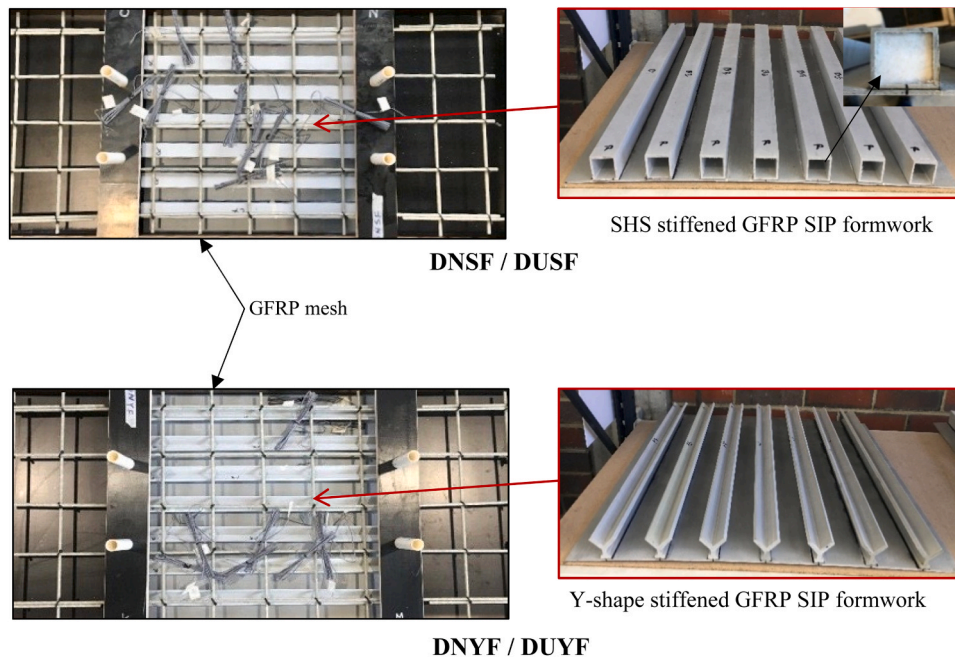 SHS stiffened GFRP SIP formwork
DNSF / DUSF
GFRP mesh
Y-shape stiffened GFRP SIP formwork
DNYF / DUYF